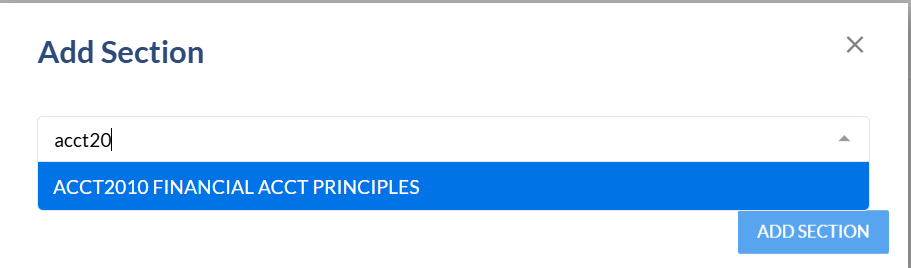 Add Section
acct20
ACCT2010 FINANCIAL ACCT PRINCIPLES
ADD SECTION